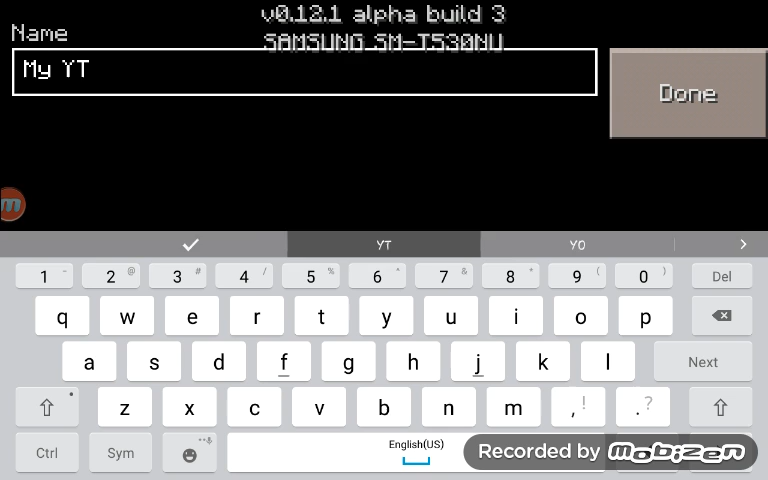 v0.12.1 alpha build 3
SAMSUNG SM-T530NU
Name
My YT
Done
m
YT YO >
1 - 2 @ 3 # 4 / 5 % 6 ^ 7 & 8 * 9 ( 0 ) Del
q w e r t y u i o p
a s d f g h j k l Next
z x c v b n m , ! . ?
Ctrl Sym English(US)
Recorded by mobizen